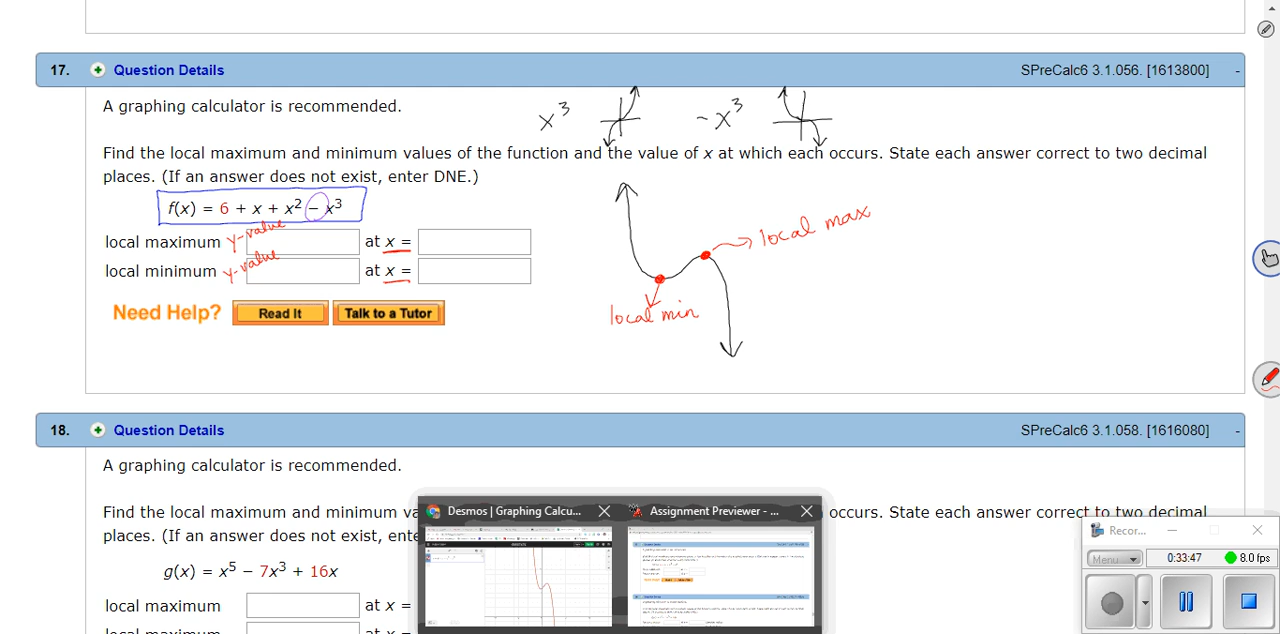 17. + Question Details SPreCalc6 3.1.056. [1613800] -
A graphing calculator is recommended.
x³ -x³
Find the local maximum and minimum values of the function and the value of x at which each occurs. State each answer correct to two decimal
places. (If an answer does not exist, enter DNE.)
f(x) = 6 + x + x² − x³
local maximum y-value at x =
local minimum y-value at x =
local max
local min
Need Help? Read It Talk to a Tutor
18. + Question Details SPreCalc6 3.1.058. [1616080] -
A graphing calculator is recommended.
Find the local maximum and minimum va occurs. State each answer correct to two decimal
places. (If an answer does not exist, ente
g(x) = x⁵ − 7x³ + 16x
local maximum at x =
local minimum at x =
Desmos | Graphing Calcu...
Assignment Previewer - ...
Recor...
Menu 0:33:47 8.0 fps